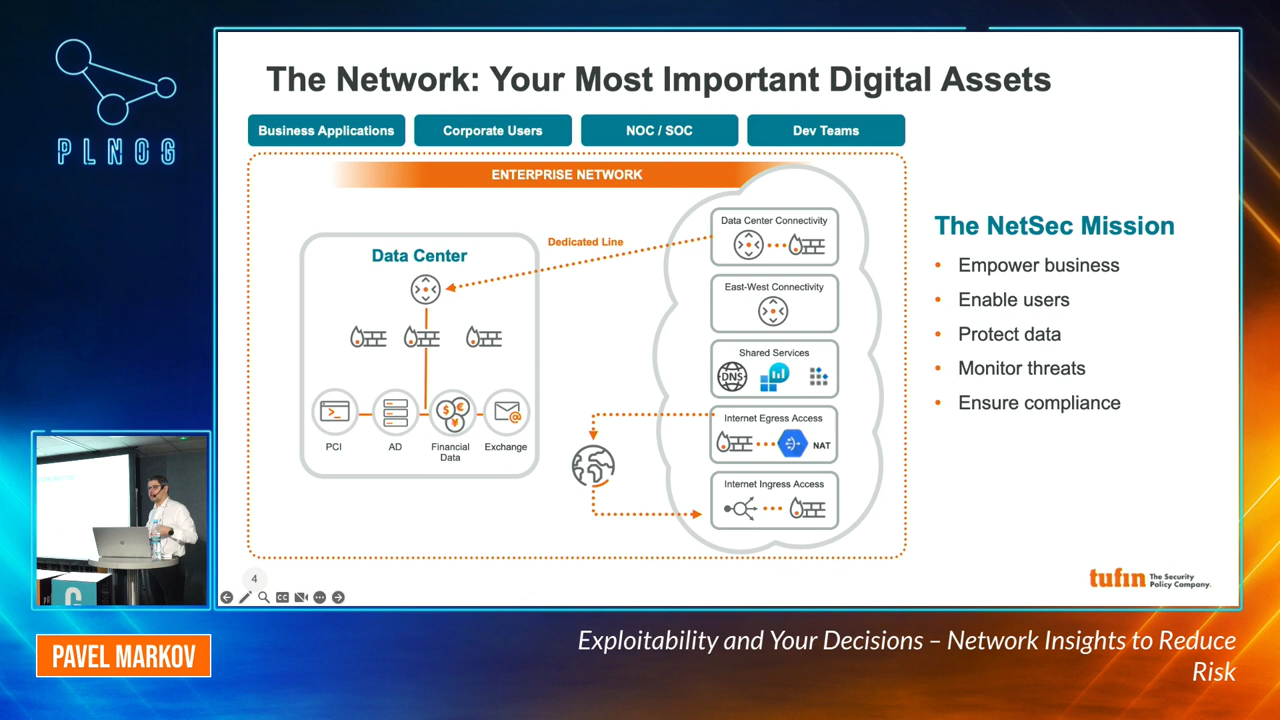 PLNOG
The Network: Your Most Important Digital Assets
Business Applications
Corporate Users
NOC / SOC
Dev Teams
ENTERPRISE NETWORK
Data Center
Dedicated Line
PCI
AD
Financial
Data
Exchange
Data Center Connectivity
East-West Connectivity
Shared Services
DNS
Internet Egress Access
NAT
Internet Ingress Access
The NetSec Mission
• Empower business
• Enable users
• Protect data
• Monitor threats
• Ensure compliance
4
CC
tufin The Security
Policy Company.
PAVEL MARKOV
Exploitability and Your Decisions – Network Insights to Reduce
Risk